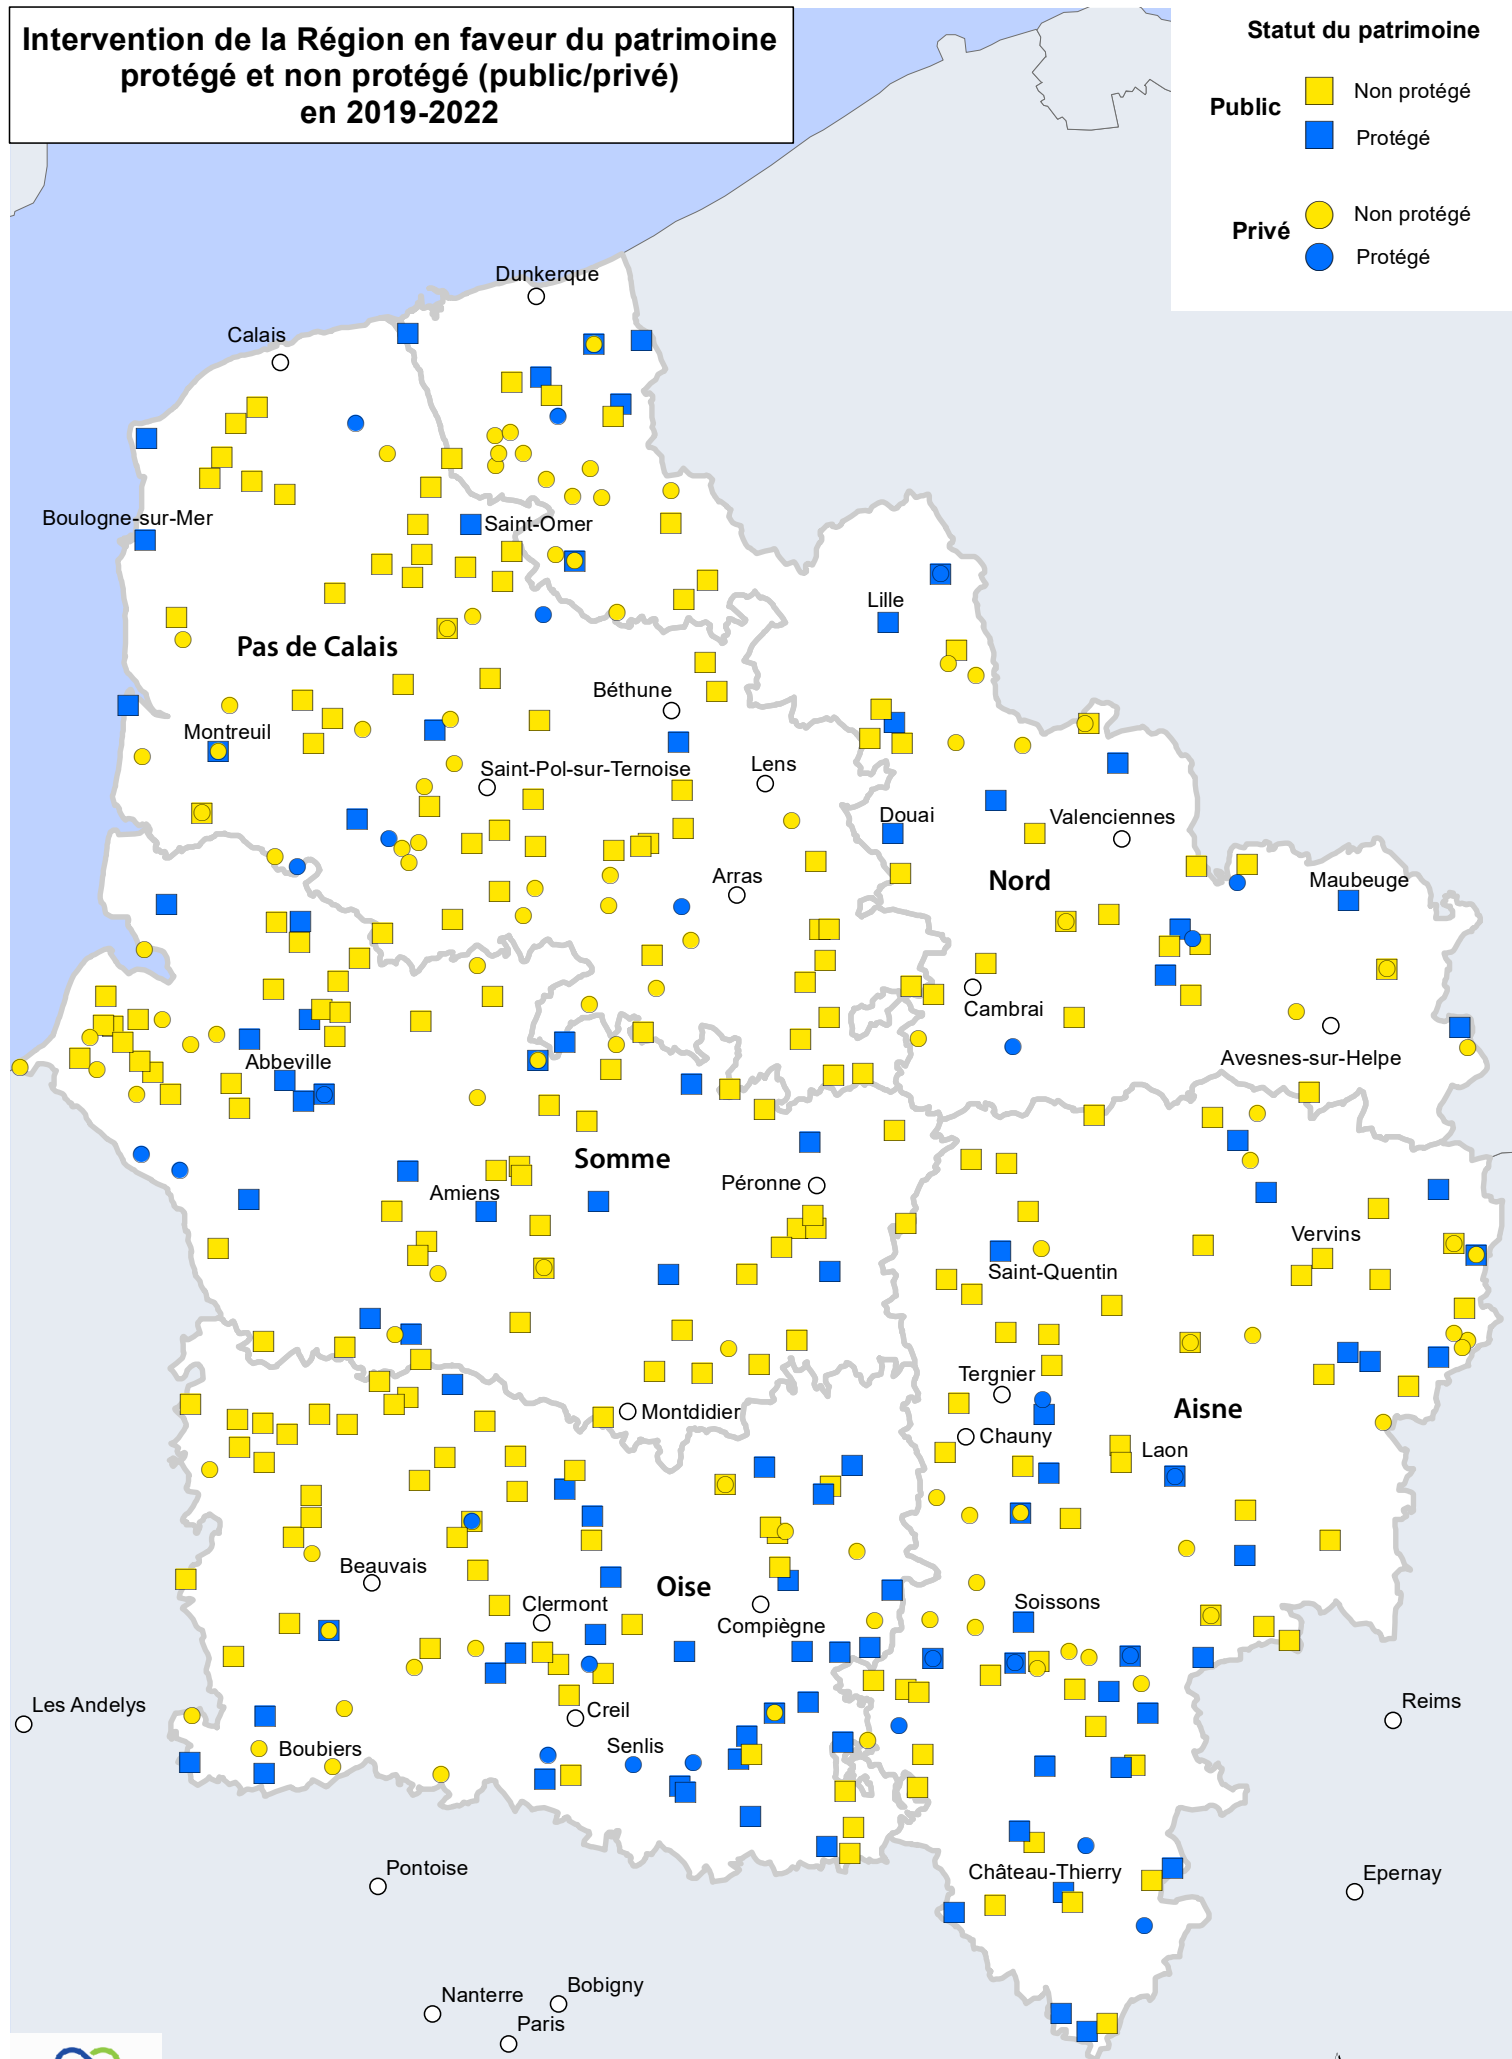 Intervention de la Région en faveur du patrimoine
protégé et non protégé (public/privé)
en 2019-2022
Statut du patrimoine
Public
Non protégé
Protégé
Privé
Non protégé
Protégé
Dunkerque
Calais
Boulogne-sur-Mer
Saint-Omer
Lille
Pas de Calais
Béthune
Montreuil
Saint-Pol-sur-Ternoise
Lens
Douai
Valenciennes
Arras
Nord
Maubeuge
Cambrai
Avesnes-sur-Helpe
Abbeville
Somme
Péronne
Amiens
Vervins
Saint-Quentin
Tergnier
Aisne
Montdidier
Chauny
Laon
Beauvais
Oise
Clermont
Soissons
Compiègne
Les Andelys
Creil
Reims
Boubiers
Senlis
Pontoise
Château-Thierry
Epernay
Nanterre
Bobigny
Paris